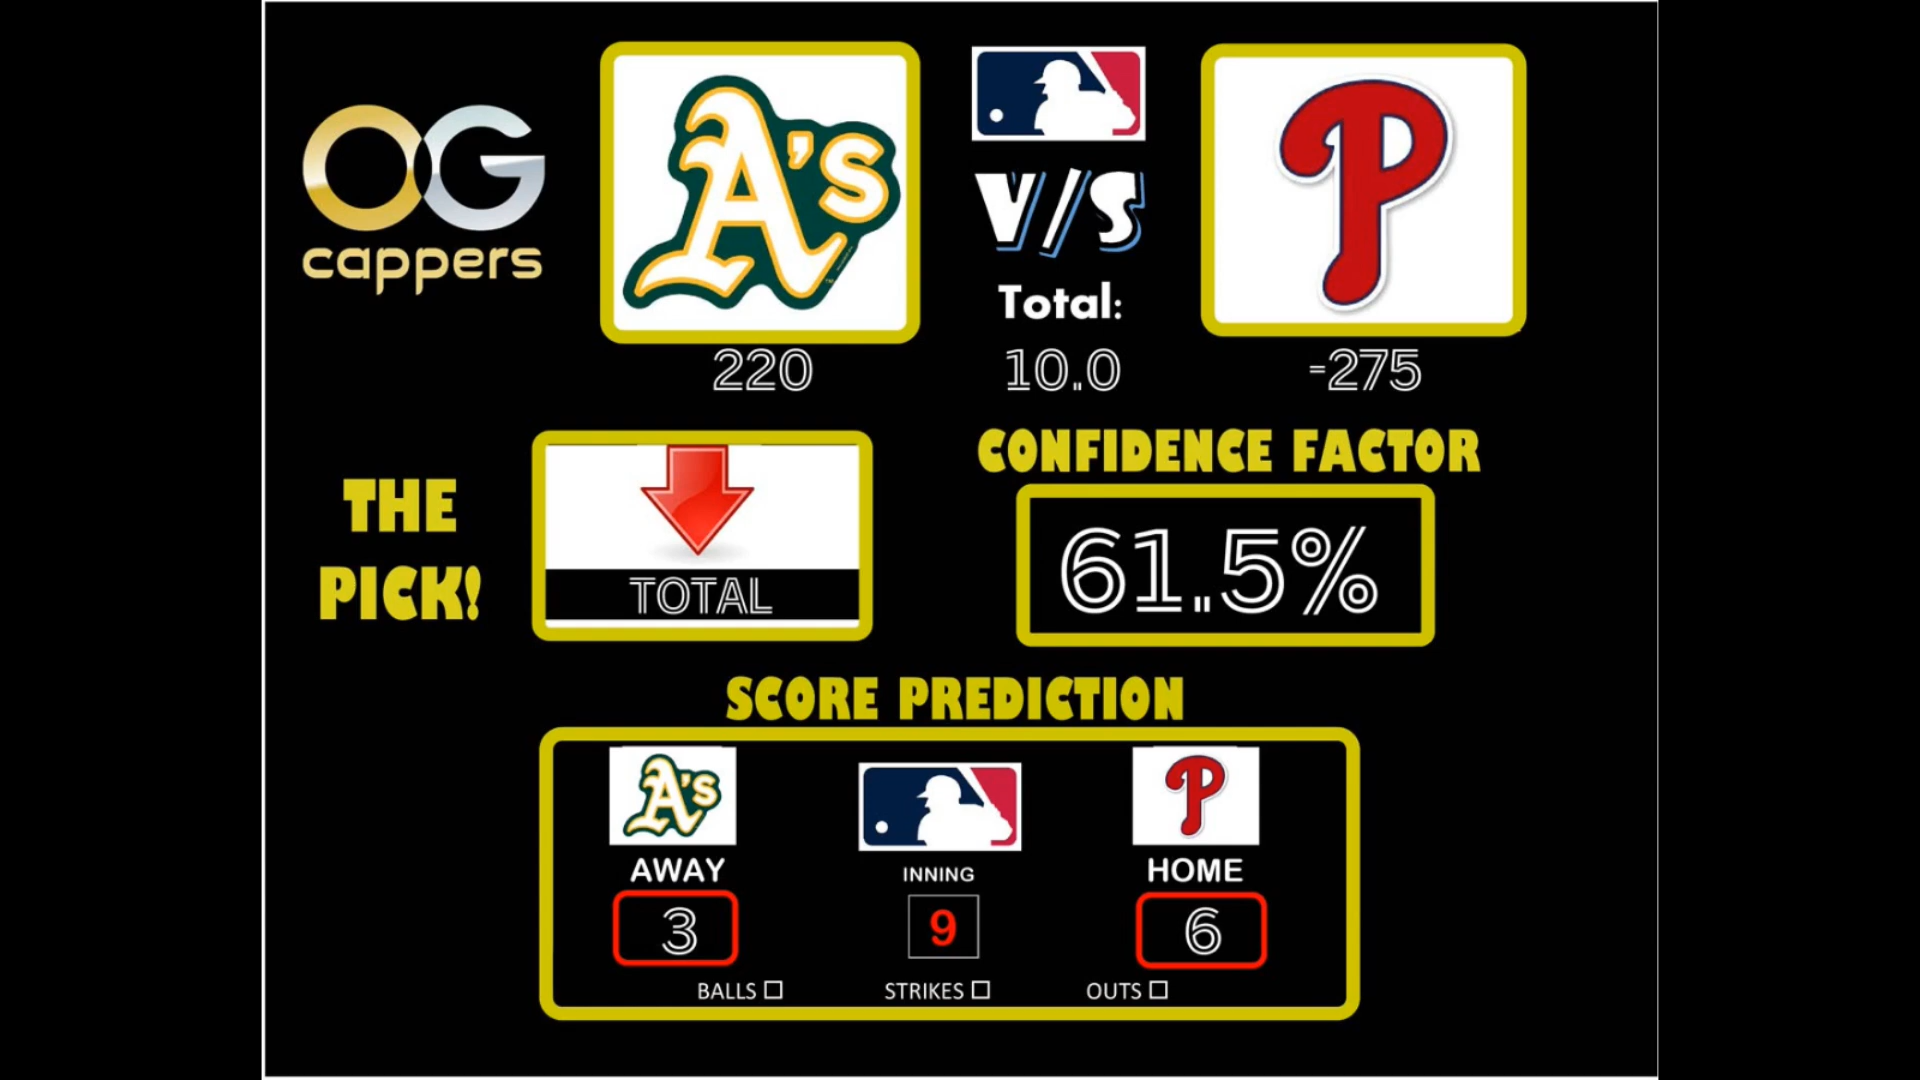 OG
cappers
A's
V/S
P
Total:
220
10.0
-275
THE
PICK!
TOTAL
CONFIDENCE FACTOR
61.5%
SCORE PREDICTION
A's
P
AWAY
INNING
HOME
3
9
6
BALLS
STRIKES
OUTS